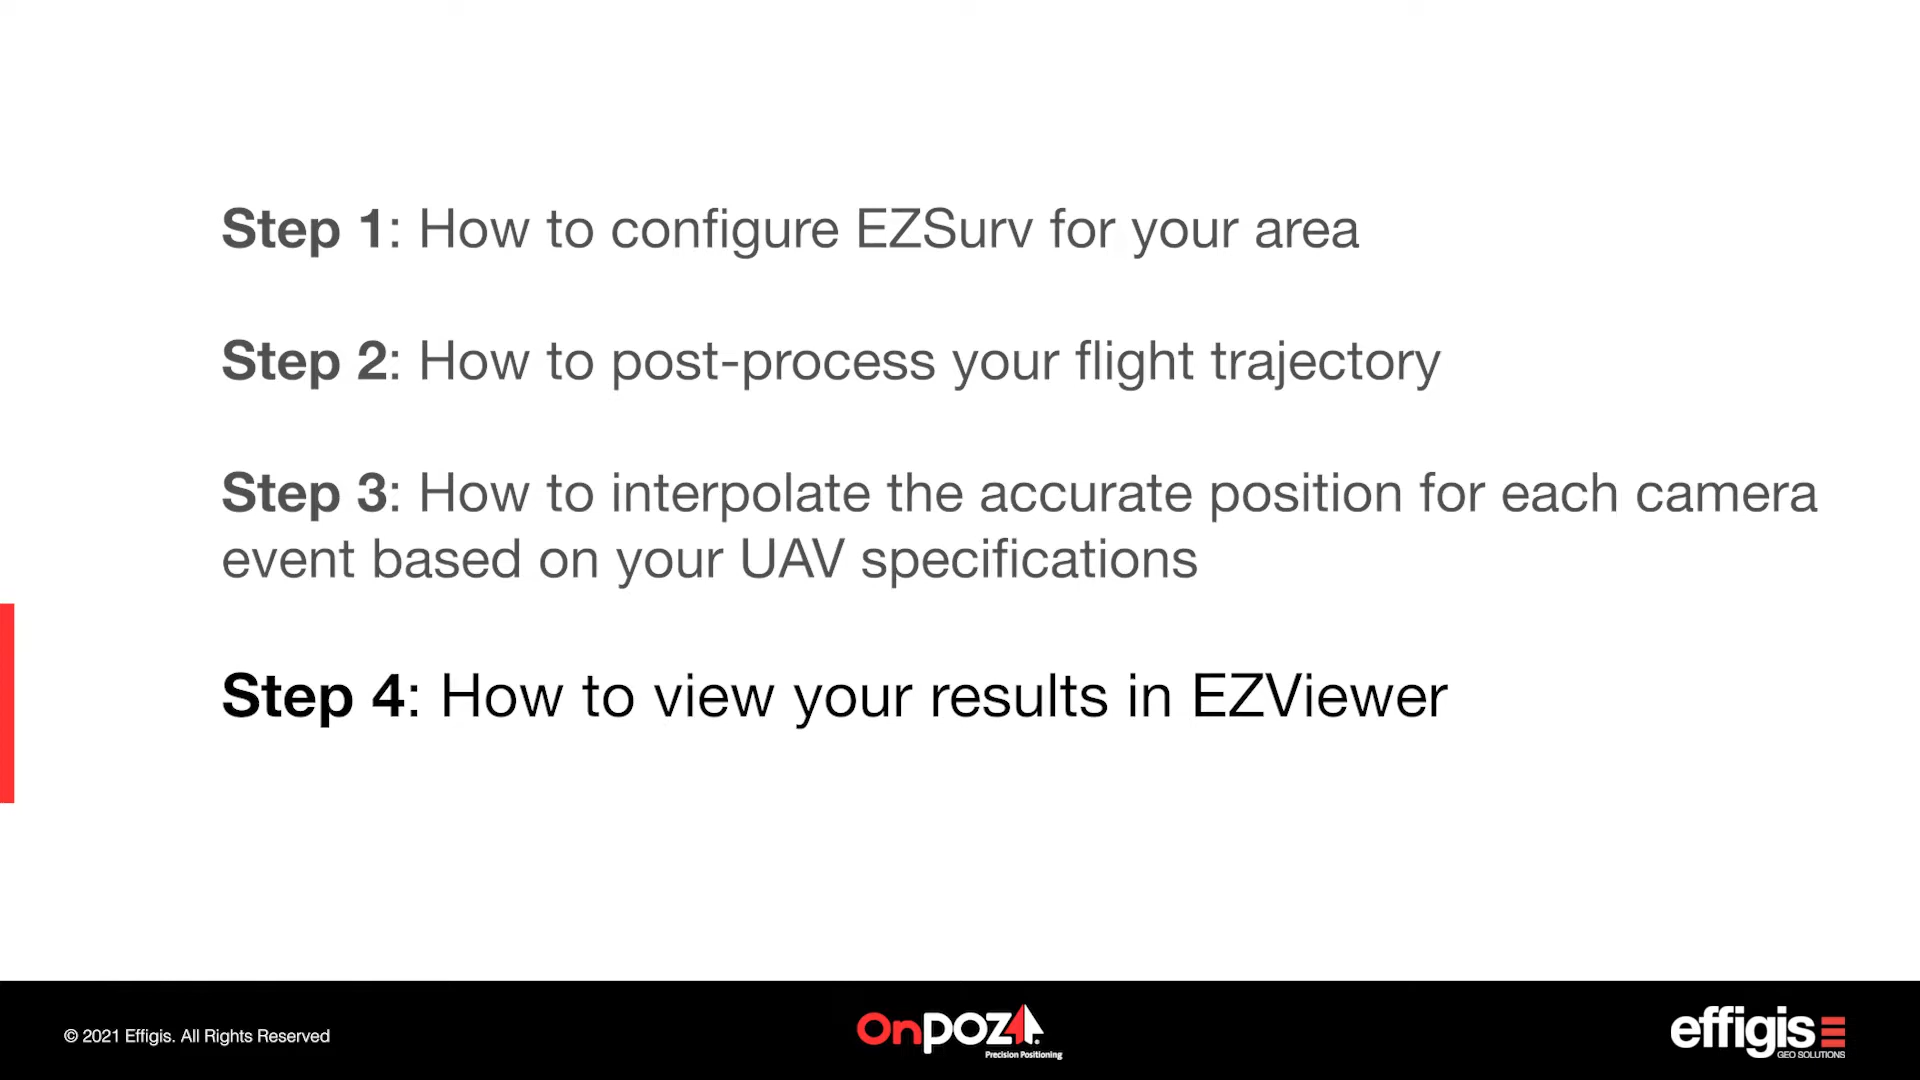 Step 1: How to configure EZSurv for your area
Step 2: How to post-process your flight trajectory
Step 3: How to interpolate the accurate position for each camera
event based on your UAV specifications
Step 4: How to view your results in EZViewer
© 2021 Effigis. All Rights Reserved
Onpoz
Precision Positioning
effigis
GEO SOLUTIONS